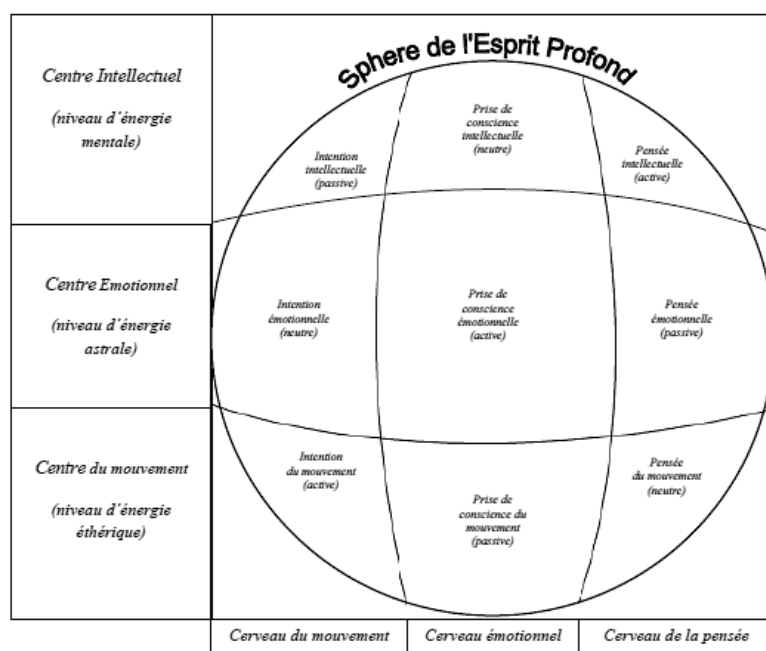 Sphere de l'Esprit Profond
Centre Intellectuel
(niveau d´énergie
mentale)
Intention
intellectuelle
(passive)
Prise de
conscience
intellectuelle
(neutre)
Pensée
intellectuelle
(active)
Centre Emotionnel
(niveau d´énergie
astrale)
Intention
émotionnelle
(neutre)
Prise de
conscience
émotionnelle
(active)
Pensée
émotionnelle
(passive)
Centre du mouvement
(niveau d´énergie
éthérique)
Intention
du mouvement
(active)
Prise de
conscience du
mouvement
(passive)
Pensée
du mouvement
(neutre)
Cerveau du mouvement
Cerveau émotionnel
Cerveau de la pensée